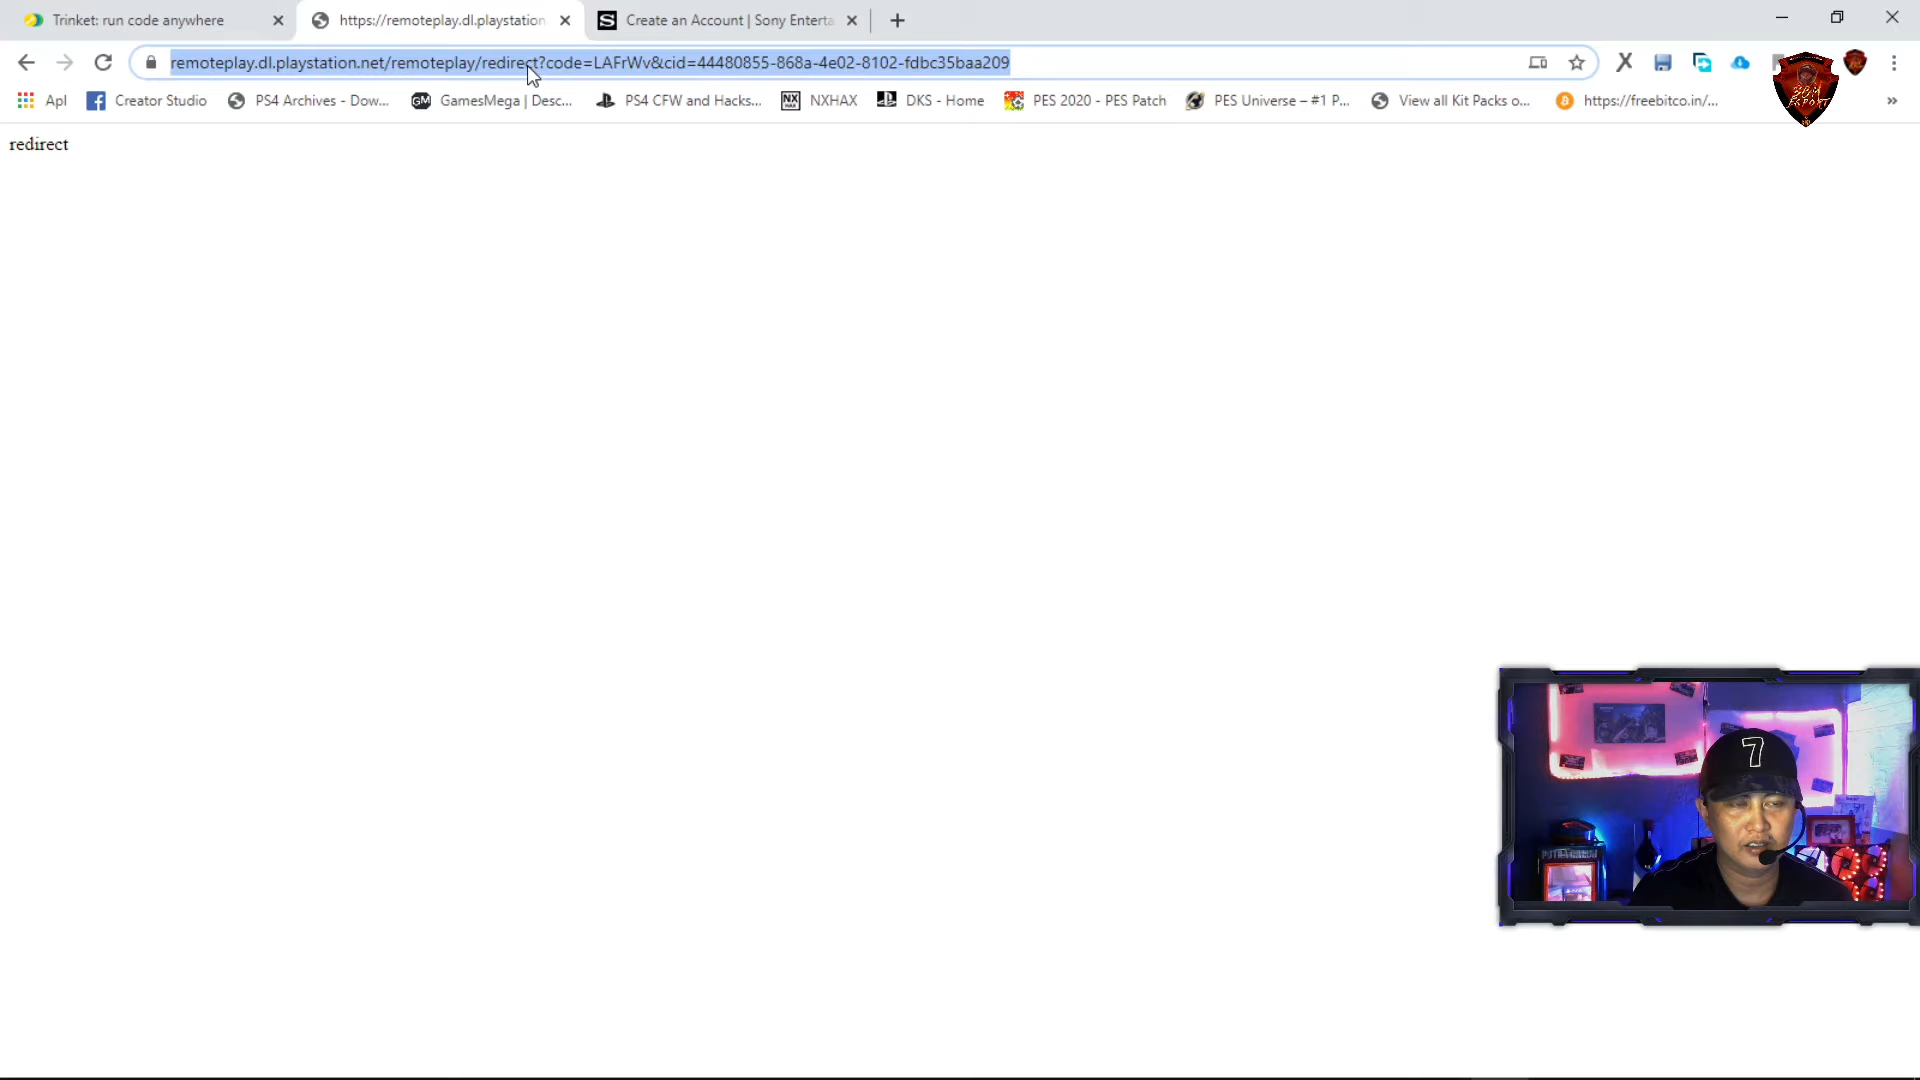 Trinket: run code anywhere
https://remoteplay.dl.playstation
Create an Account | Sony Enterta
remoteplay.dl.playstation.net/remoteplay/redirect?code=LAFrWv&cid=44480855-868a-4e02-8102-fdbc35baa209
Apl
Creator Studio
PS4 Archives - Dow...
GM
GamesMega | Desc...
PS4 CFW and Hacks...
NX
NXHAX
DKS - Home
PES 2020 - PES Patch
PES Universe – #1 P...
View all Kit Packs o...
https://freebitco.in/...
redirect
7